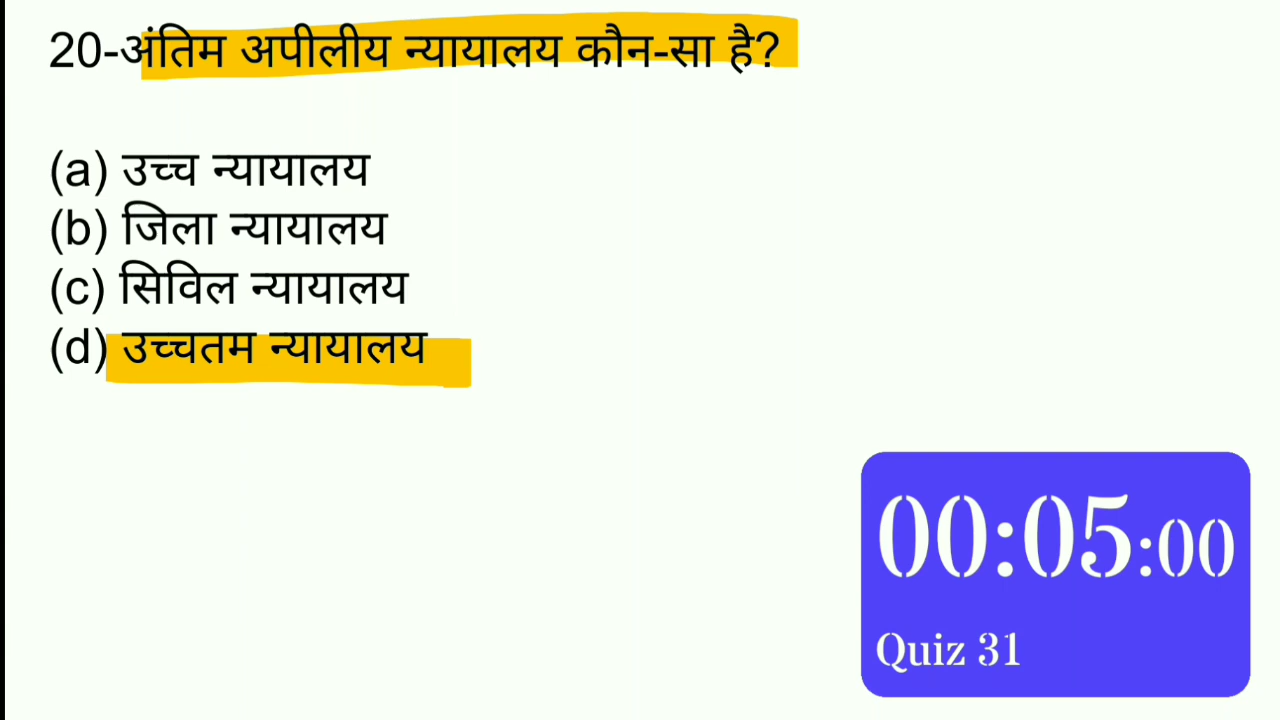 20-अंतिम अपीलीय न्यायालय कौन-सा है?
(a) उच्च न्यायालय
(b) जिला न्यायालय
(c) सिविल न्यायालय
(d) उच्चतम न्यायालय
00:05:00
Quiz 31